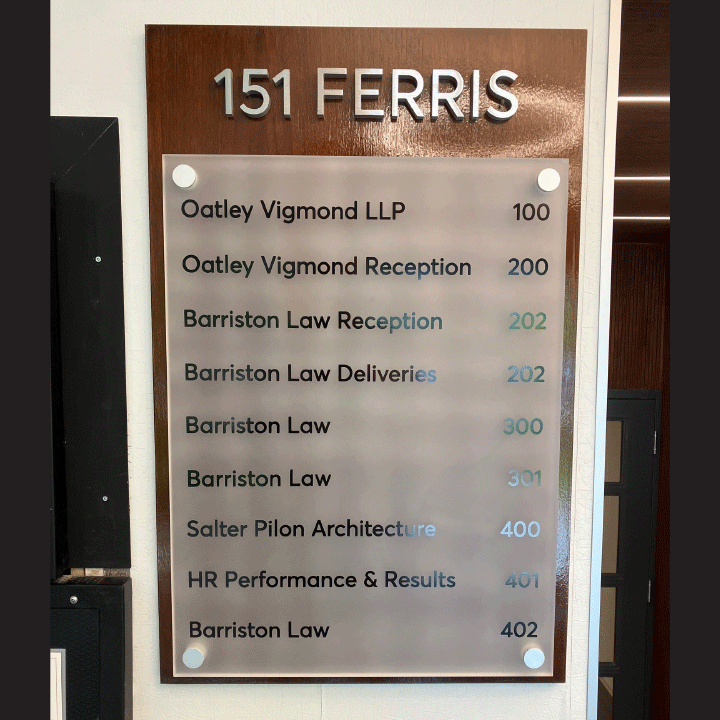 151 FERRIS
Oatley Vigmond LLP 100
Oatley Vigmond Reception 200
Barriston Law Reception 202
Barriston Law Deliveries 202
Barriston Law 300
Barriston Law 301
Salter Pilon Architecture 400
HR Performance & Results 401
Barriston Law 402